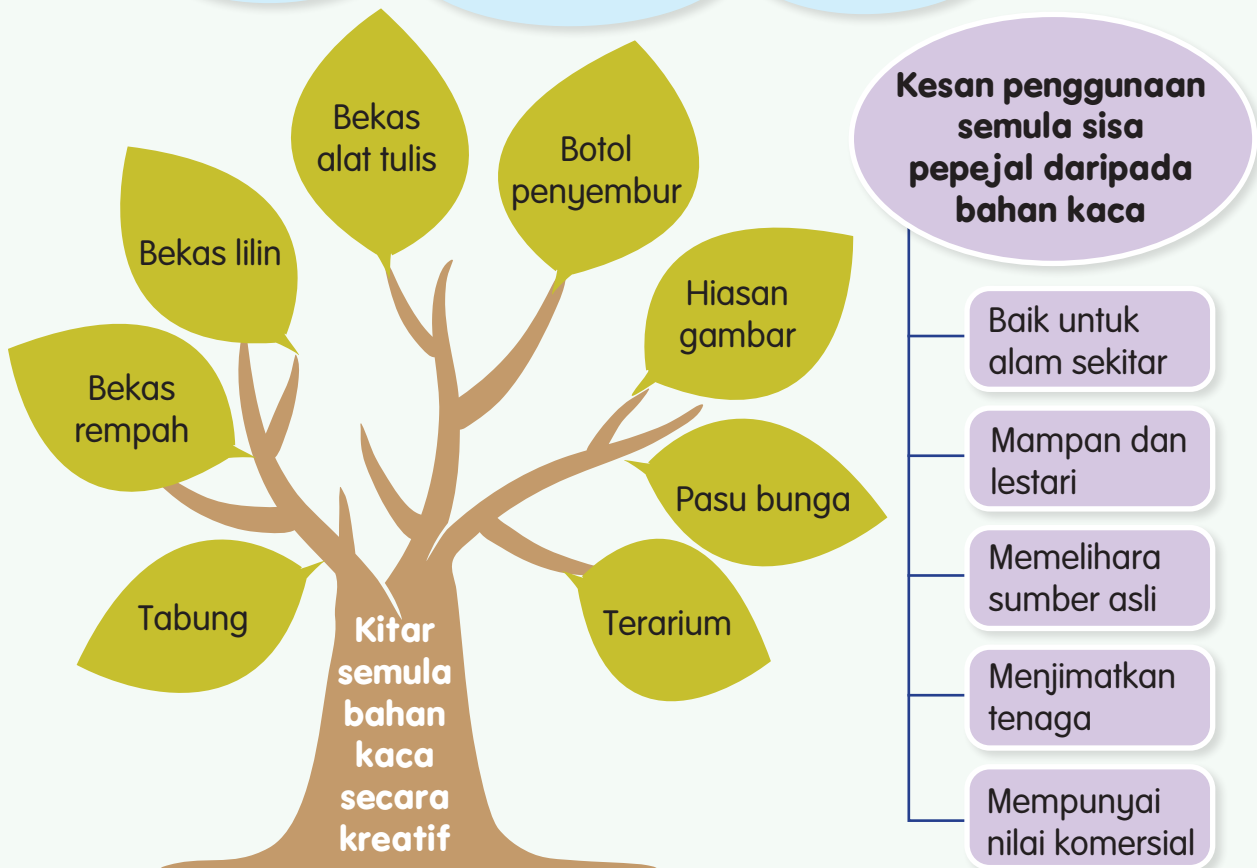 Bekas
alat tulis
Botol
penyembur
Bekas lilin
Hiasan
gambar
Bekas
rempah
Pasu bunga
Tabung
Terarium
Kitar
semula
bahan
kaca
secara
kreatif
Kesan penggunaan
semula sisa
pepejal daripada
bahan kaca
Baik untuk
alam sekitar
Mampan dan
lestari
Memelihara
sumber asli
Menjimatkan
tenaga
Mempunyai
nilai komersial